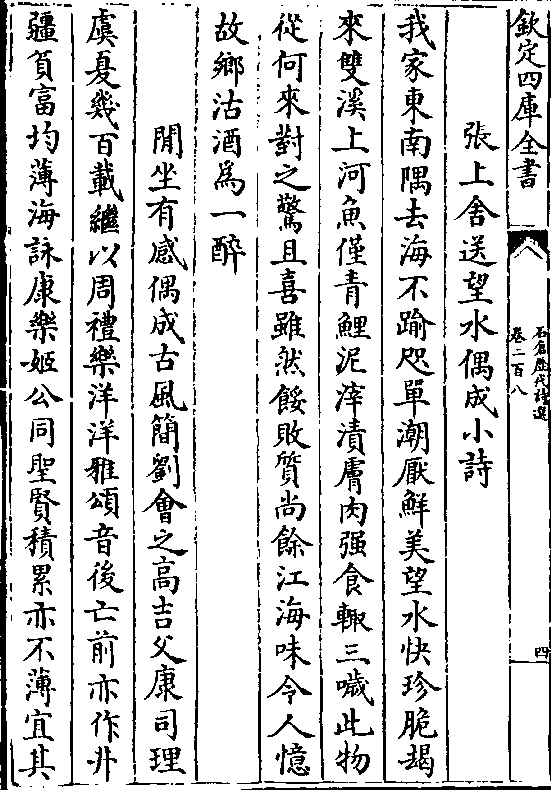 欽定四庫全書
石倉歷代詩選
卷二百八
四
張上舍送望水偶成小詩
我家東南隅去海不踰咫單潮厭鮮美望水快珍脆朅
來雙溪上河魚僅青鯉泥滓漬膚肉强食輒三噦此物
從何來對之驚且喜雖然餒敗質尚餘江海味令人憶
故鄉沽酒爲一醉
閒坐有感偶成古風簡劉會之高吉父康司理
虞夏幾百載繼以周禮樂洋洋雅頌音後亡前亦作井
疆貟富均薄海詠康樂姬公同聖賢積累亦不薄宜其